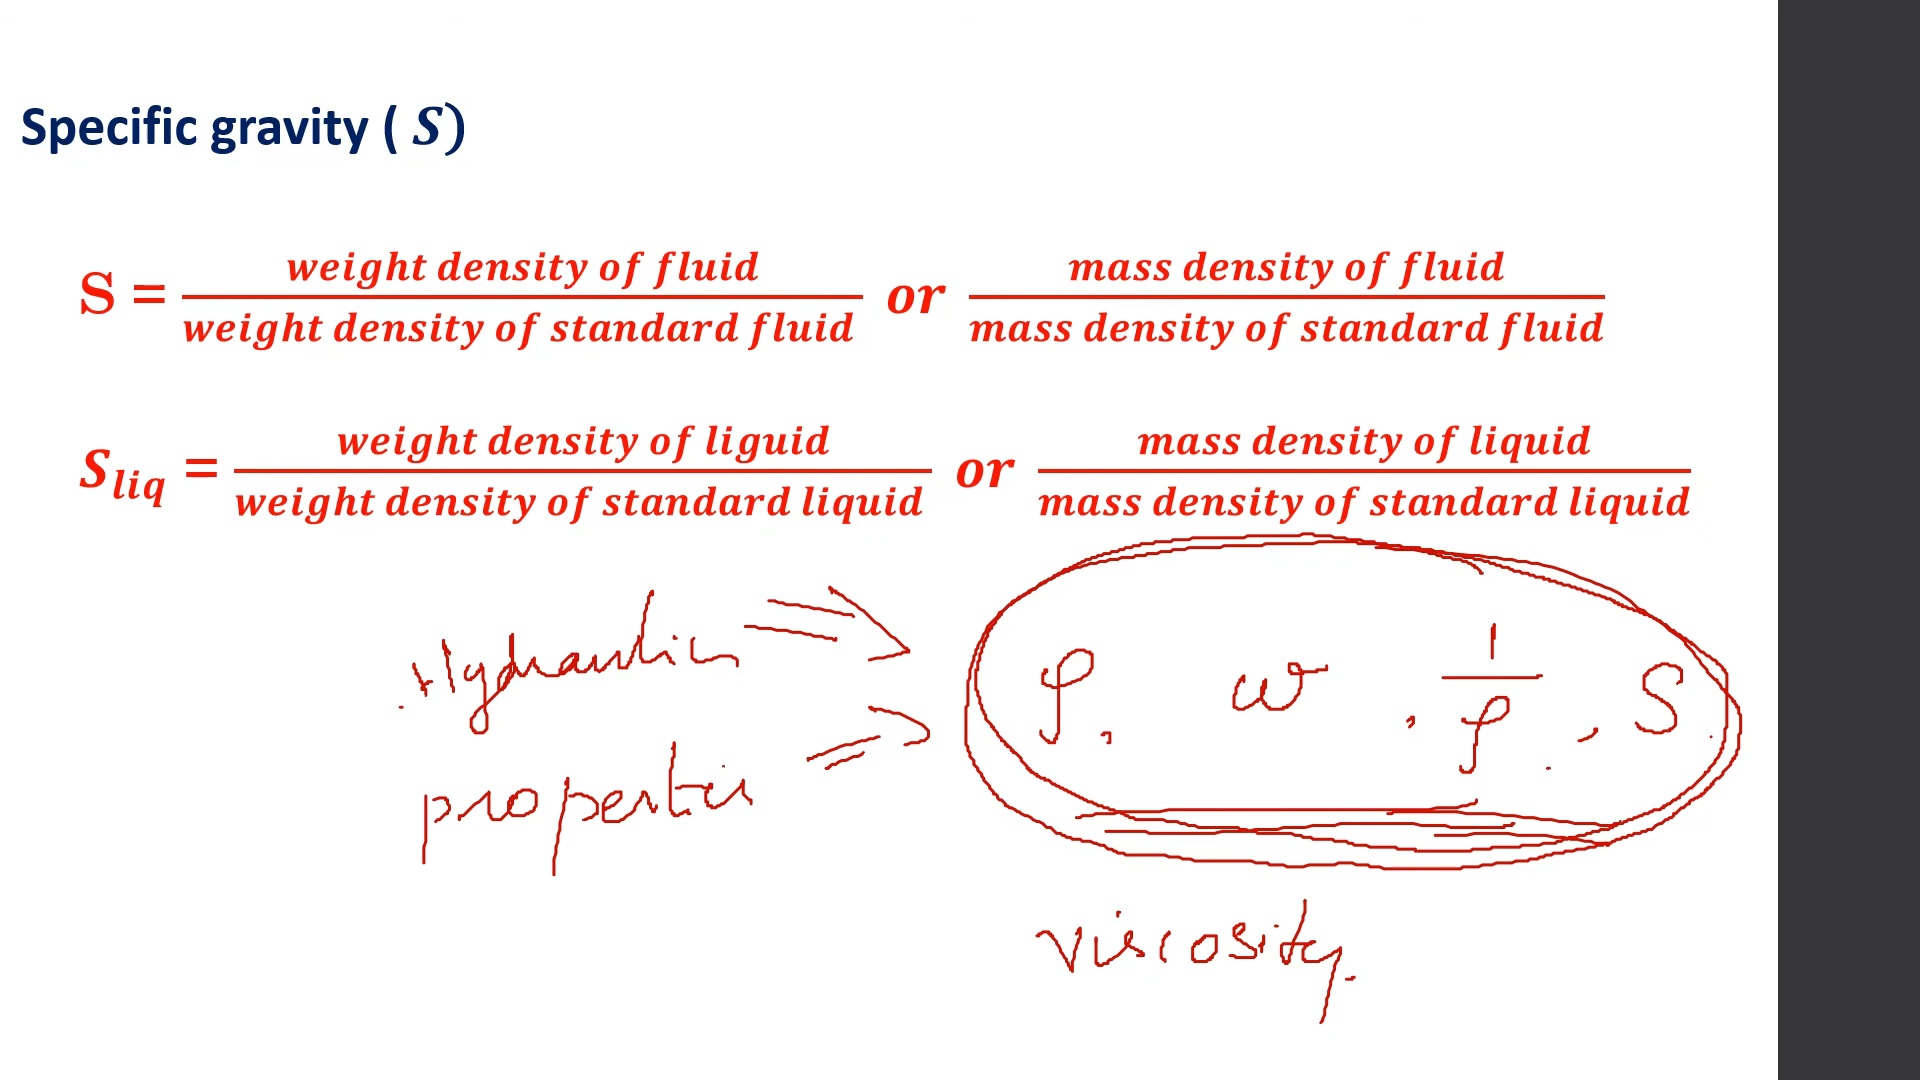 Specific gravity ( S)
S = weight density of fluid / weight density of standard fluid or mass density of fluid / mass density of standard fluid
S_liq = weight density of liguid / weight density of standard liquid or mass density of liquid / mass density of standard liquid
Hydraulic
ρ, w, 1/ρ, S
properties
viscosity.